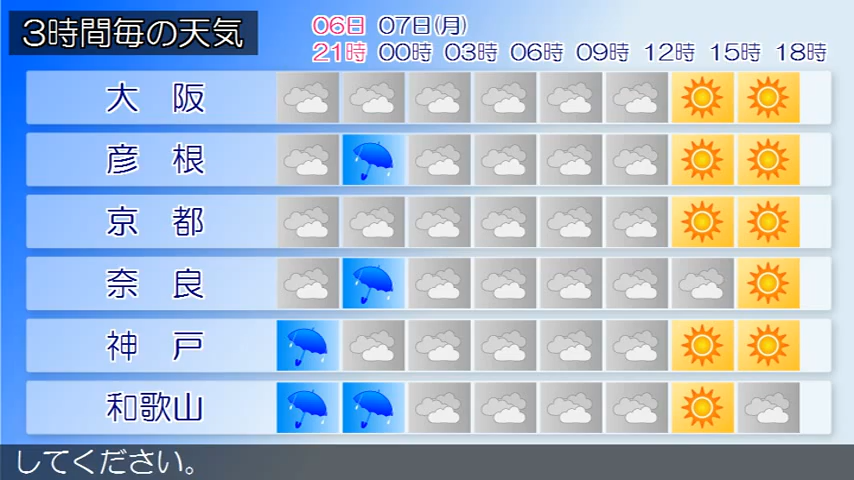 3時間毎の天気
06日 07日(月)
21時 00時 03時 06時 09時 12時 15時 18時
大 阪
彦 根
京 都
奈 良
神 戸
和歌山
してください。